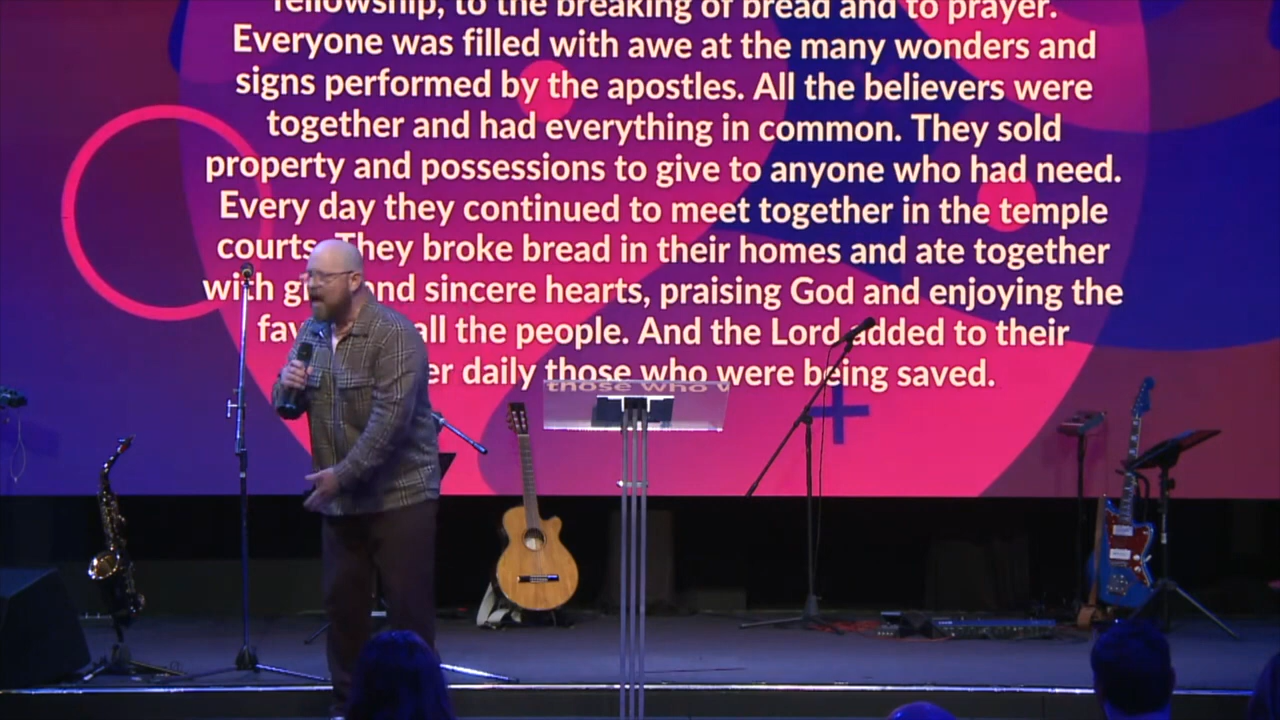 fellowship, to the breaking of bread and to prayer.
Everyone was filled with awe at the many wonders and
signs performed by the apostles. All the believers were
together and had everything in common. They sold
property and possessions to give to anyone who had need.
Every day they continued to meet together in the temple
courts. They broke bread in their homes and ate together
with and sincere hearts, praising God and enjoying the
all the people. And the Lord added to their
daily those who were being saved.
those who